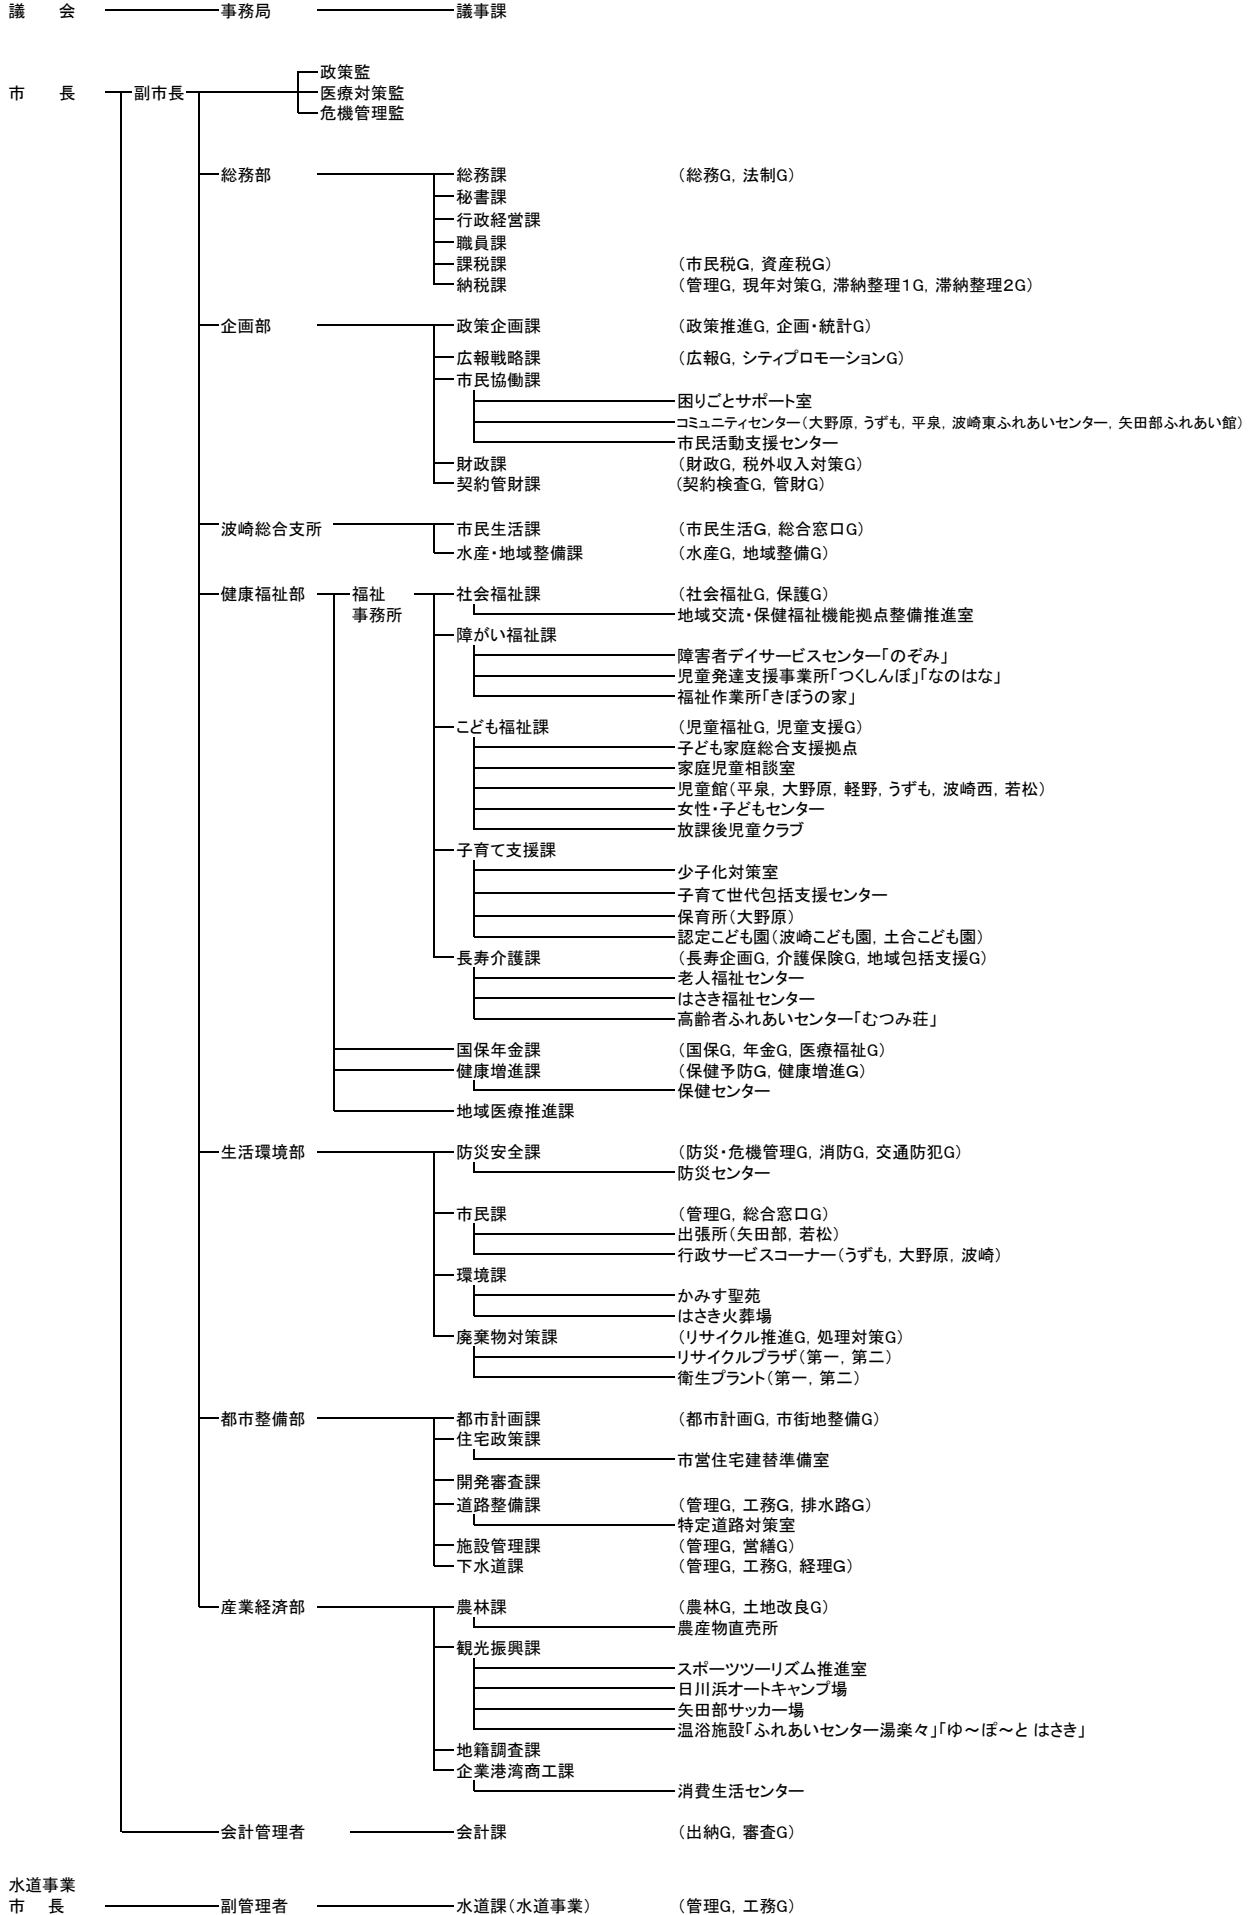 議　会　事務局　議事課
政策監
市　長　副市長　医療対策監
危機管理監
総務部　総務課　（総務G，法制G）
秘書課
行政経営課
職員課
課税課　（市民税G，資産税G）
納税課　（管理G，現年対策G，滞納整理1G，滞納整理2G）
企画部　政策企画課　（政策推進G，企画・統計G）
広報戦略課　（広報G，シティプロモーションG）
市民協働課
困りごとサポート室
コミュニティセンター（大野原，うずも，平泉，波崎東ふれあいセンター，矢田部ふれあい館）
市民活動支援センター
財政課　（財政G，税外収入対策G）
契約管財課　（契約検査G，管財G）
波崎総合支所　市民生活課　（市民生活G，総合窓口G）
水産・地域整備課　（水産G，地域整備G）
健康福祉部　福祉　社会福祉課　（社会福祉G，保護G）
事務所　地域交流・保健福祉機能拠点整備推進室
障がい福祉課
障害者デイサービスセンター「のぞみ」
児童発達支援事業所「つくしんぼ」「なのはな」
福祉作業所「きぼうの家」
こども福祉課　（児童福祉G，児童支援G）
子ども家庭総合支援拠点
家庭児童相談室
児童館（平泉，大野原，軽野，うずも，波崎西，若松）
女性・子どもセンター
放課後児童クラブ
子育て支援課
少子化対策室
子育て世代包括支援センター
保育所（大野原）
認定こども園（波崎こども園，土合こども園）
長寿介護課　（長寿企画G，介護保険G，地域包括支援G）
老人福祉センター
はさき福祉センター
高齢者ふれあいセンター「むつみ荘」
国保年金課　（国保G，年金G，医療福祉G）
健康増進課　（保健予防G，健康増進G）
保健センター
地域医療推進課
生活環境部　防災安全課　（防災・危機管理G，消防G，交通防犯G）
防災センター
市民課　（管理G，総合窓口G）
出張所（矢田部，若松）
行政サービスコーナー（うずも，大野原，波崎）
環境課
かみす聖苑
はさき火葬場
廃棄物対策課　（リサイクル推進G，処理対策G）
リサイクルプラザ（第一，第二）
衛生プラント（第一，第二）
都市整備部　都市計画課　（都市計画G，市街地整備G）
住宅政策課
市営住宅建替準備室
開発審査課
道路整備課　（管理G，工務G，排水路G）
特定道路対策室
施設管理課　（管理G，営繕G）
下水道課　（管理G，工務G，経理G）
産業経済部　農林課　（農林G，土地改良G）
農産物直売所
観光振興課
スポーツツーリズム推進室
日川浜オートキャンプ場
矢田部サッカー場
温浴施設「ふれあいセンター湯楽々」「ゆ～ぽ～と はさき」
地籍調査課
企業港湾商工課
消費生活センター
会計管理者　会計課　（出納G，審査G）
水道事業
市　長　副管理者　水道課（水道事業）　（管理G，工務G）